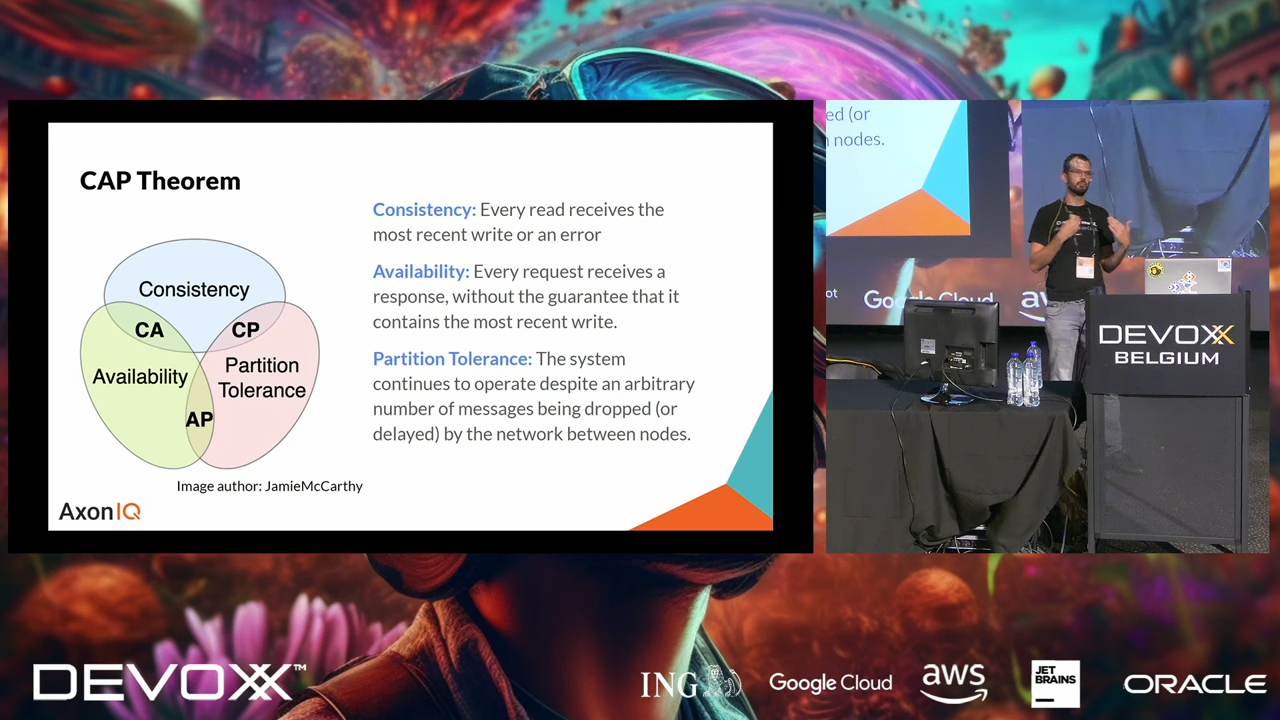 CAP Theorem
Consistency
CA
CP
Availability
Partition
Tolerance
AP
Image author: JamieMcCarthy
AxonIQ
Consistency: Every read receives the
most recent write or an error
Availability: Every request receives a
response, without the guarantee that it
contains the most recent write.
Partition Tolerance: The system
continues to operate despite an arbitrary
number of messages being dropped (or
delayed) by the network between nodes.
ed (or
nodes.
Google Cloud
aw
DEVOXX
BELGIUM
DEVOXX™
ING
Google Cloud
aws
JET
BRAINS
ORACLE